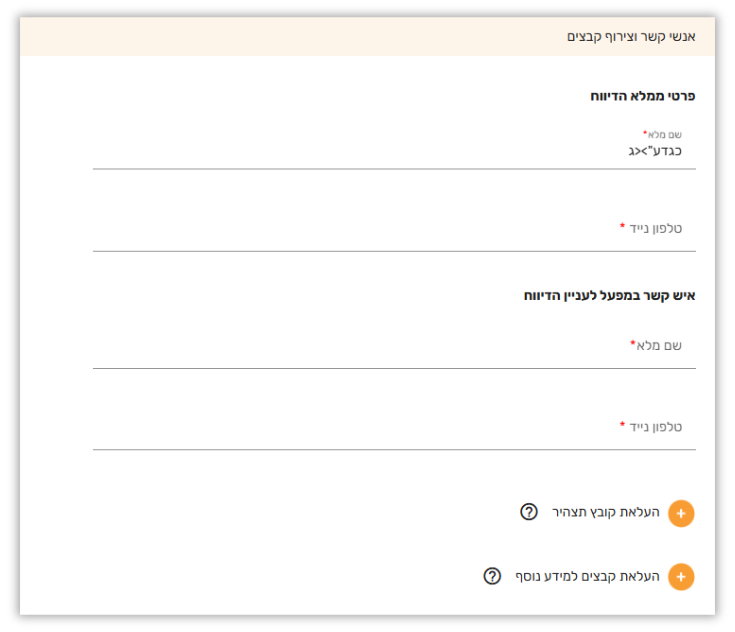 אנשי קשר וצירוף קבצים
פרטי ממלא הדיווח
שם מלא*
כגדע"><ג
טלפון נייד *
איש קשר במפעל לעניין הדיווח
שם מלא*
טלפון נייד *
+ העלאת קובץ תצהיר ?
+ העלאת קבצים למידע נוסף ?